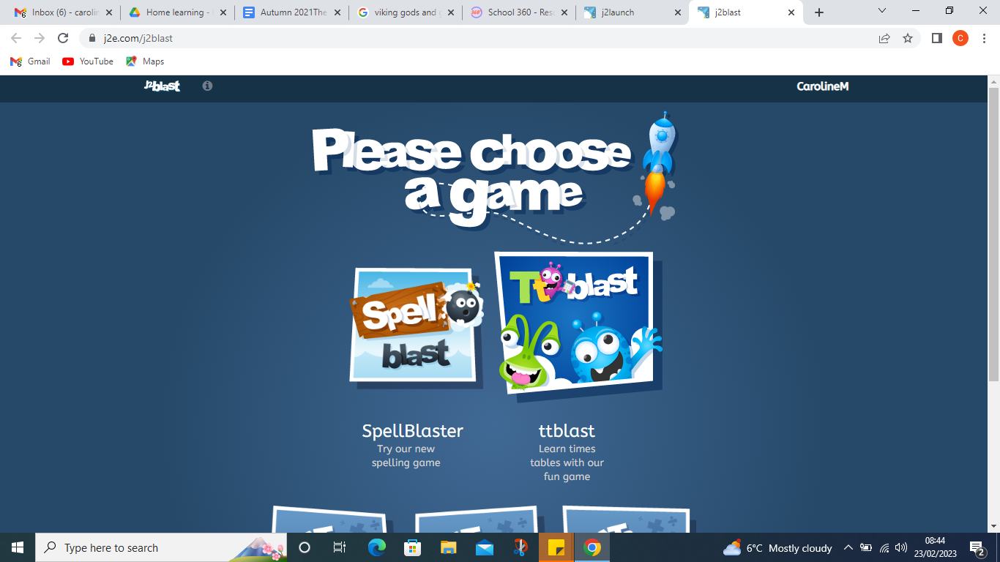 Inbox (6) - carolin
Home learning -
Autumn 2021The
viking gods and g
School 360 - Res
j2launch
j2blast
j2e.com/j2blast
C
Gmail
YouTube
Maps
J2blast
CarolineM
Please choose
a game
Spell
blast
Tt blast
SpellBlaster
Try our new
spelling game
ttblast
Learn times
tables with our
fun game
Type here to search
6°C Mostly cloudy
08:44
23/02/2023
2